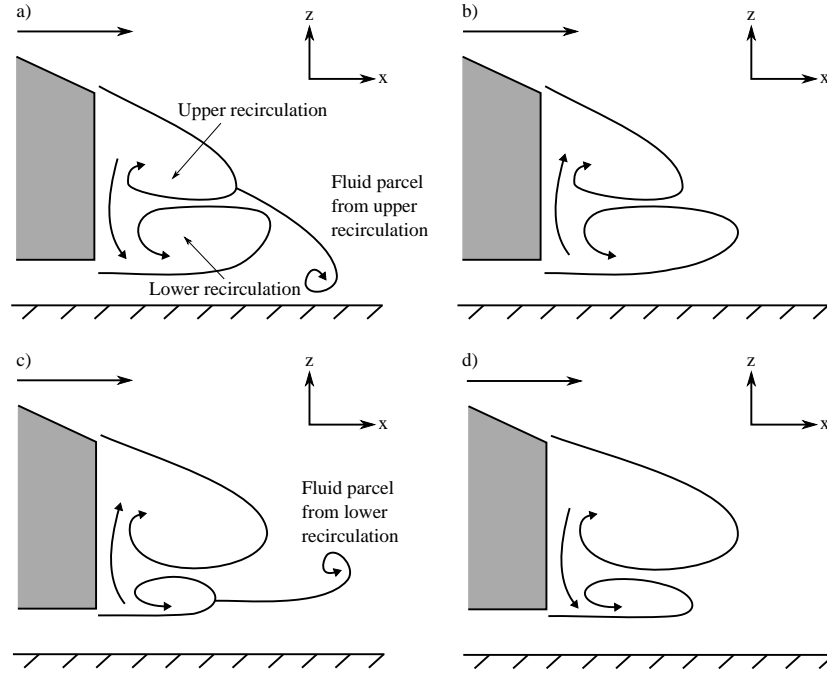 a)
z
x
Upper recirculation
Fluid parcel
from upper
recirculation
Lower recirculation
b)
z
x
c)
z
x
Fluid parcel
from lower
recirculation
d)
z
x